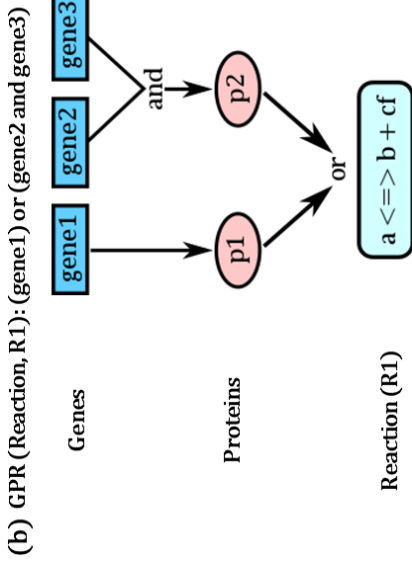 (b) GPR (Reaction, R1): (gene1) or (gene2 and gene3)
Genes
gene1
gene2
gene3
and
Proteins
p1
p2
or
Reaction (R1)
a <=> b + cf